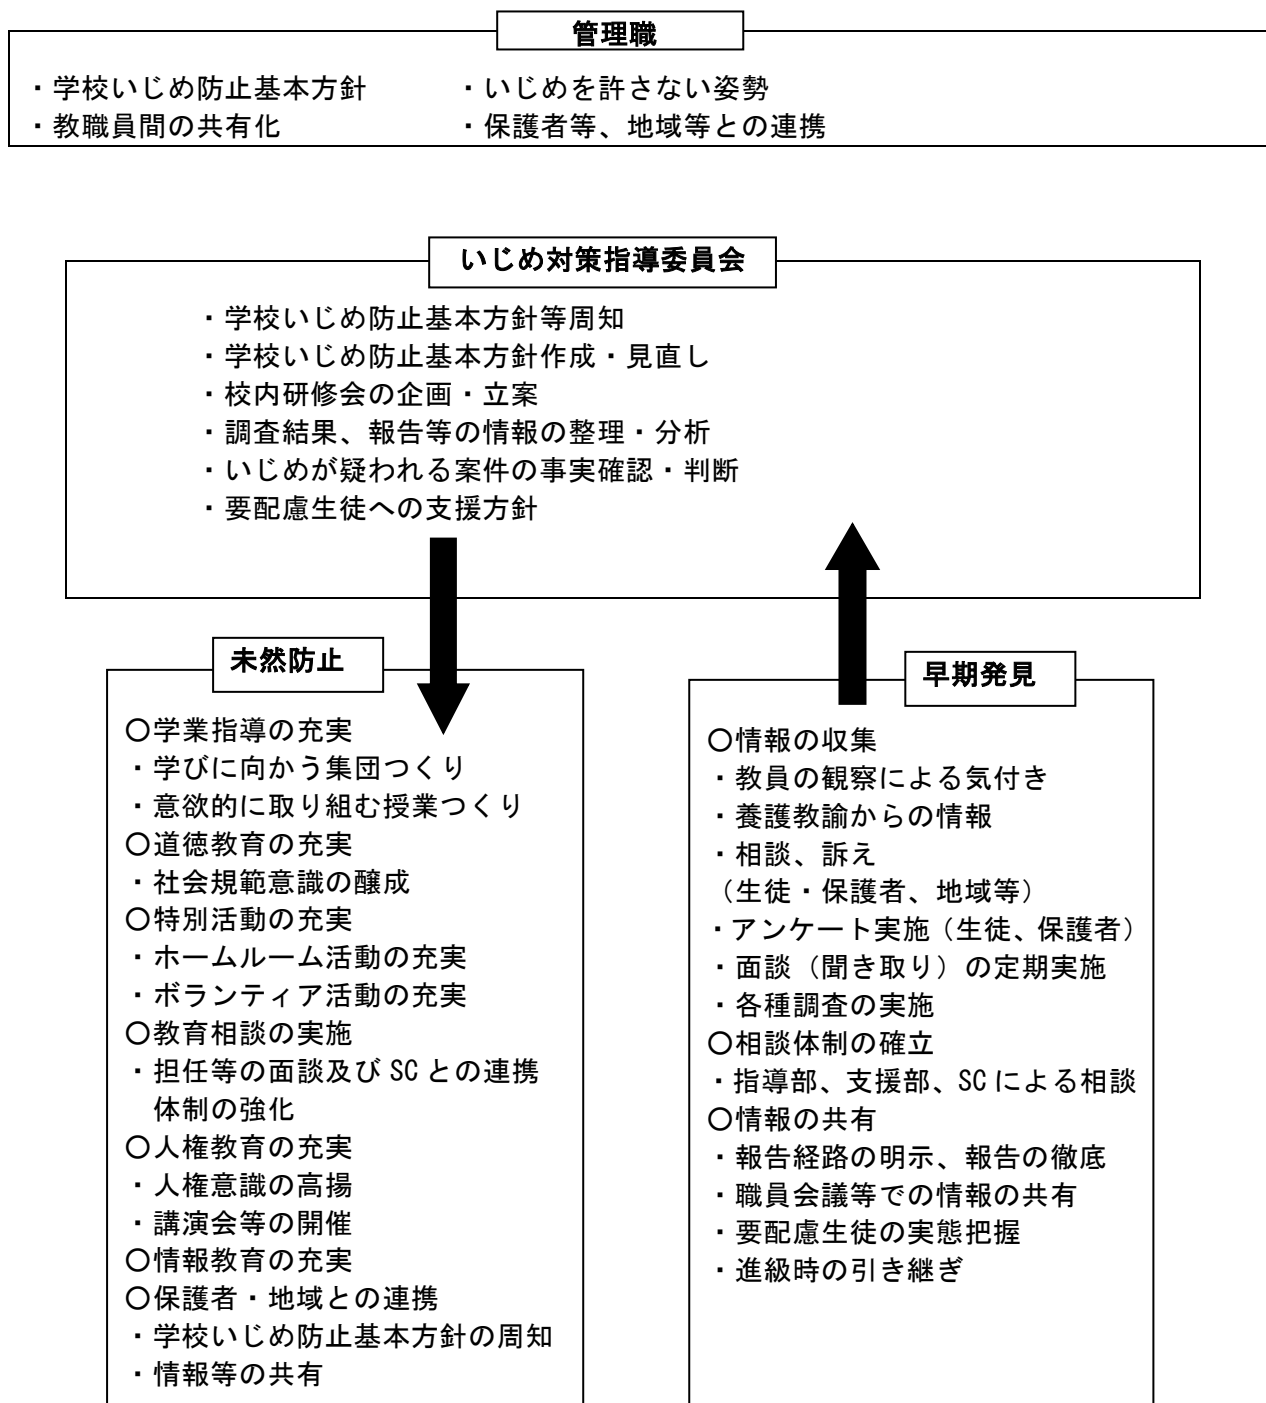 管理職
・学校いじめ防止基本方針　・いじめを許さない姿勢
・教職員間の共有化　・保護者等、地域等との連携
いじめ対策指導委員会
・学校いじめ防止基本方針等周知
・学校いじめ防止基本方針作成・見直し
・校内研修会の企画・立案
・調査結果、報告等の情報の整理・分析
・いじめが疑われる案件の事実確認・判断
・要配慮生徒への支援方針
未然防止
〇学業指導の充実
・学びに向かう集団つくり
・意欲的に取り組む授業つくり
〇道徳教育の充実
・社会規範意識の醸成
〇特別活動の充実
・ホームルーム活動の充実
・ボランティア活動の充実
〇教育相談の実施
・担任等の面談及び SC との連携
体制の強化
〇人権教育の充実
・人権意識の高揚
・講演会等の開催
〇情報教育の充実
〇保護者・地域との連携
・学校いじめ防止基本方針の周知
・情報等の共有
早期発見
〇情報の収集
・教員の観察による気付き
・養護教諭からの情報
・相談、訴え
（生徒・保護者、地域等）
・アンケート実施（生徒、保護者）
・面談（聞き取り）の定期実施
・各種調査の実施
〇相談体制の確立
・指導部、支援部、SC による相談
〇情報の共有
・報告経路の明示、報告の徹底
・職員会議等での情報の共有
・要配慮生徒の実態把握
・進級時の引き継ぎ